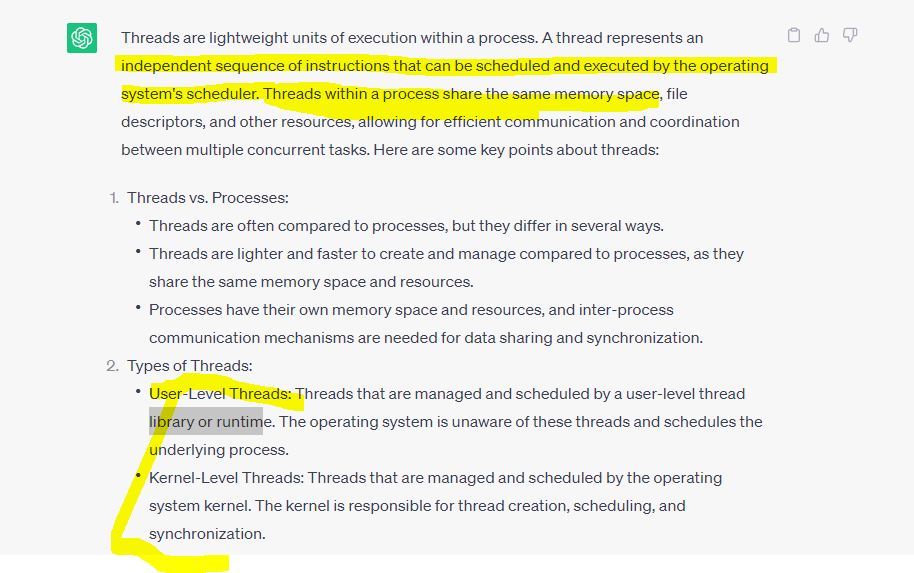 Threads are lightweight units of execution within a process. A thread represents an
independent sequence of instructions that can be scheduled and executed by the operating
system's scheduler. Threads within a process share the same memory space, file
descriptors, and other resources, allowing for efficient communication and coordination
between multiple concurrent tasks. Here are some key points about threads:
1. Threads vs. Processes:
• Threads are often compared to processes, but they differ in several ways.
• Threads are lighter and faster to create and manage compared to processes, as they
share the same memory space and resources.
• Processes have their own memory space and resources, and inter-process
communication mechanisms are needed for data sharing and synchronization.
2. Types of Threads:
• User-Level Threads: Threads that are managed and scheduled by a user-level thread
library or runtime. The operating system is unaware of these threads and schedules the
underlying process.
• Kernel-Level Threads: Threads that are managed and scheduled by the operating
system kernel. The kernel is responsible for thread creation, scheduling, and
synchronization.